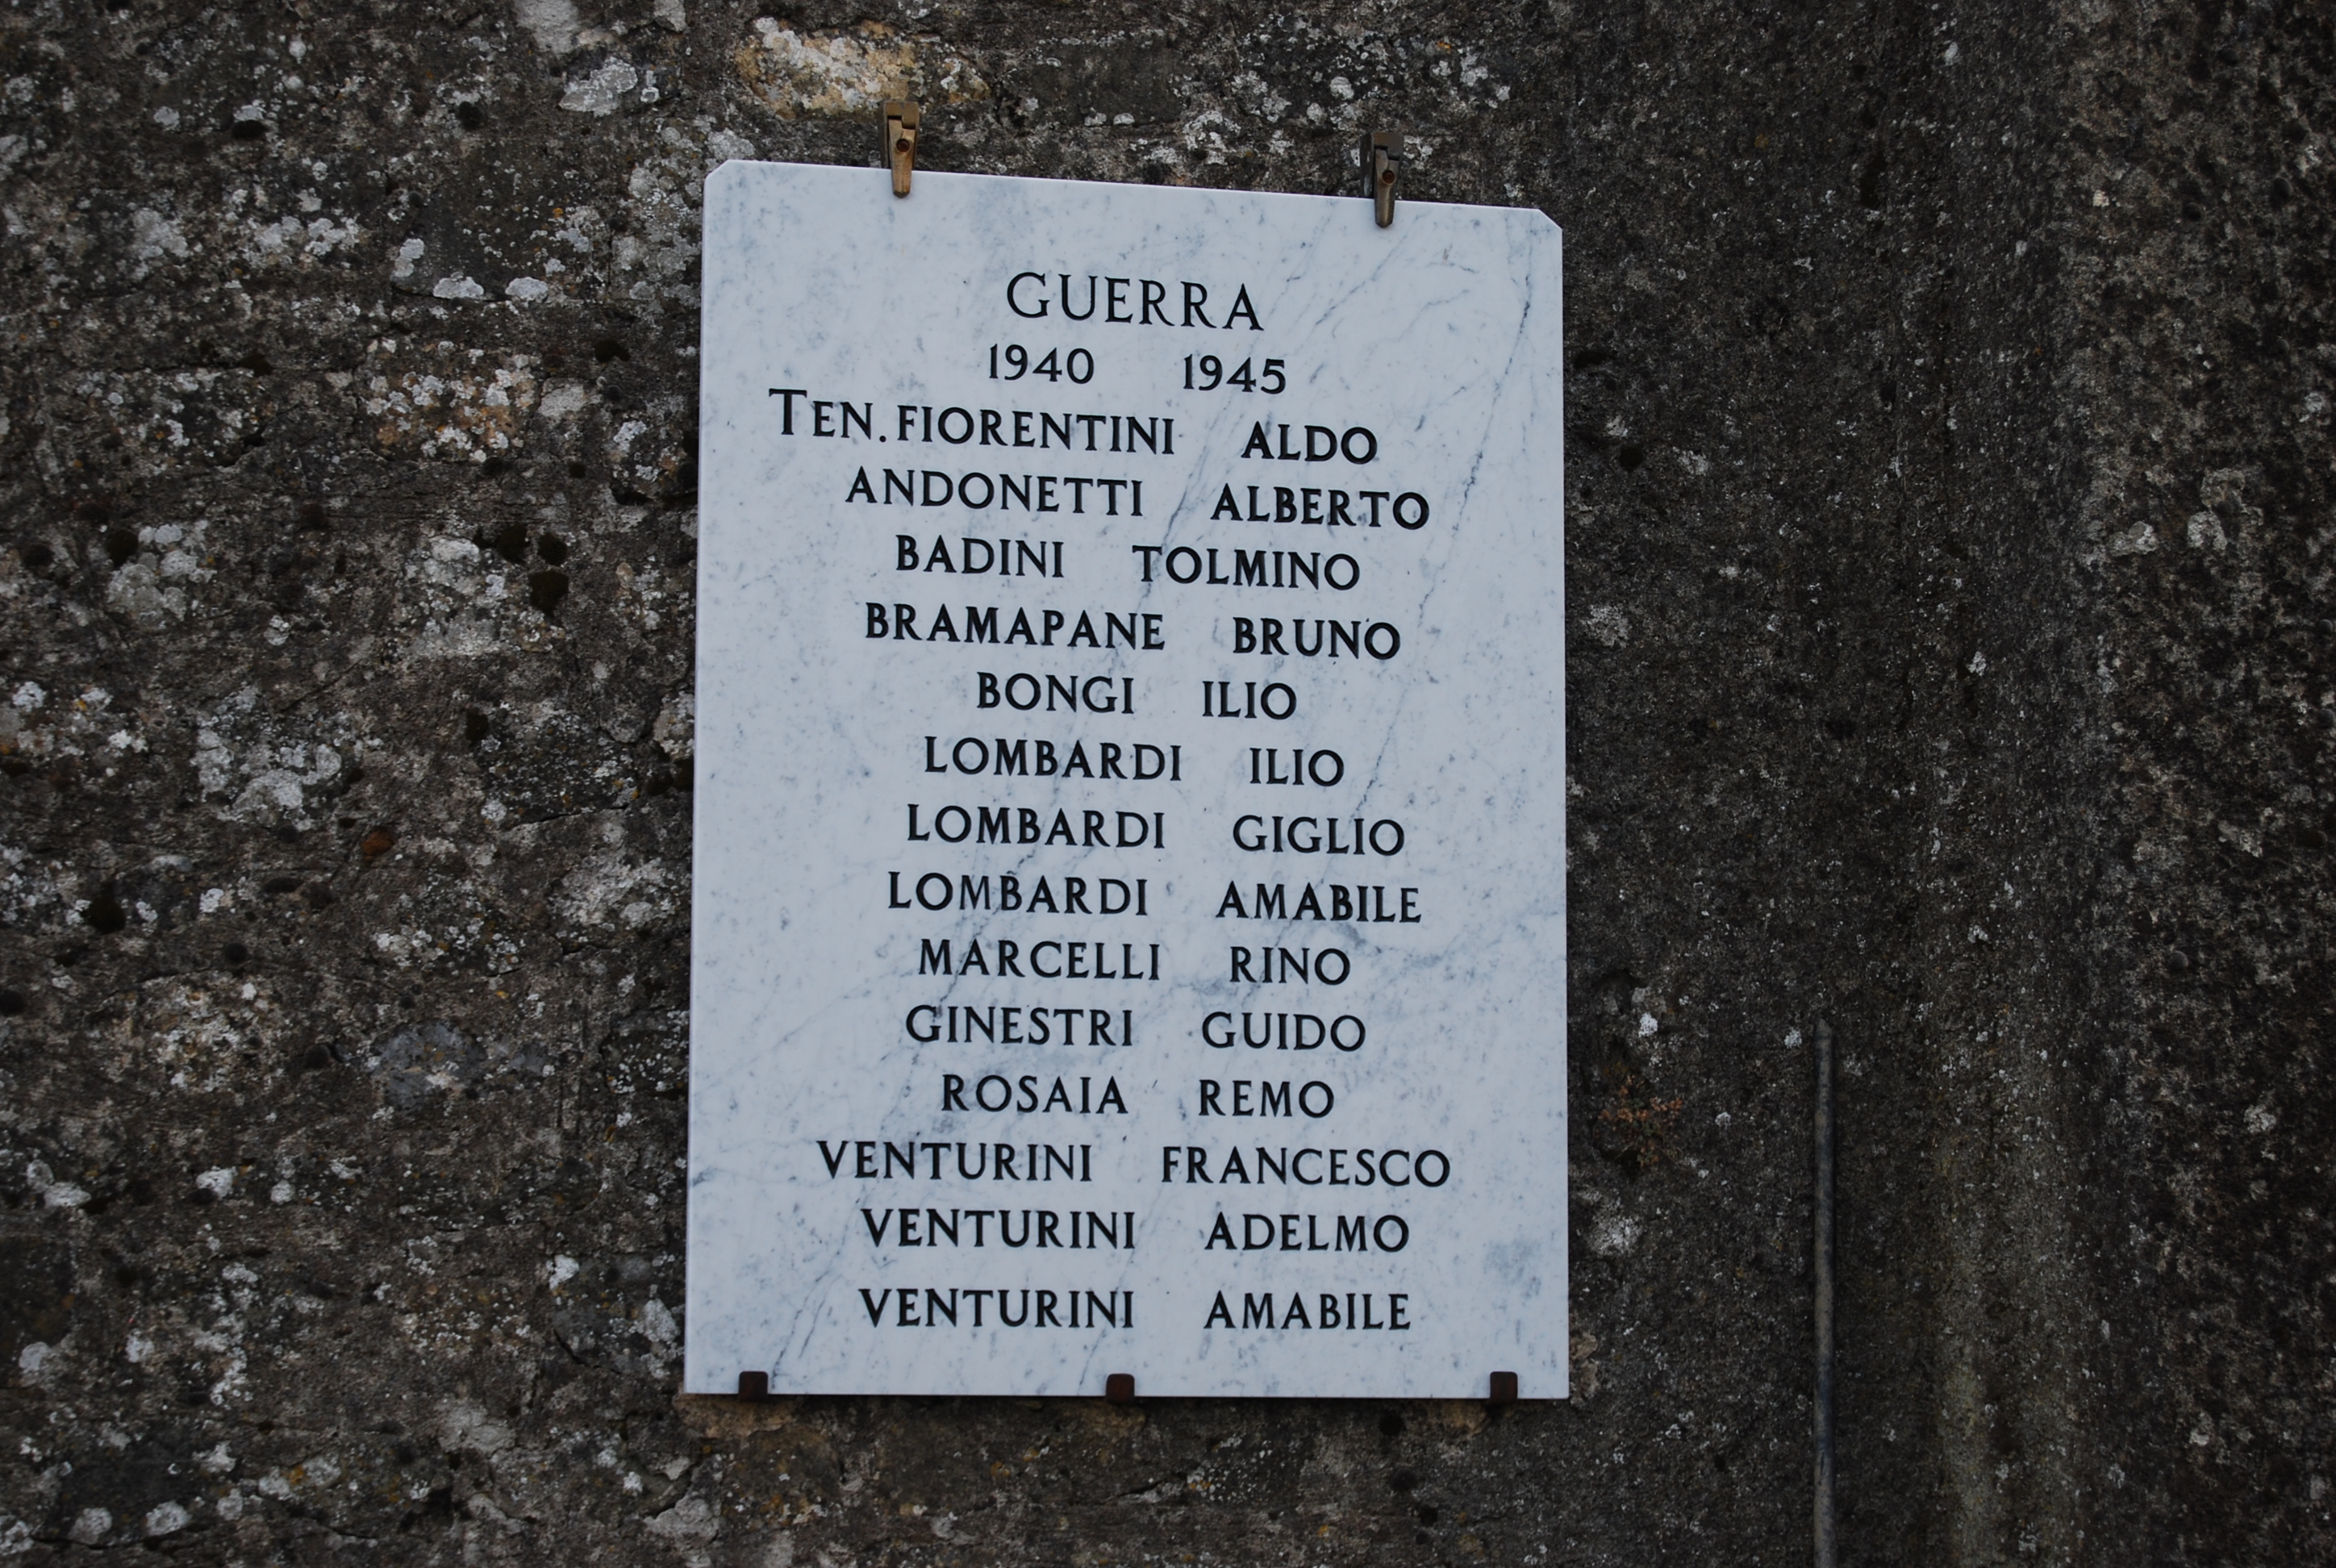 GUERRA
1940 1945
TEN. FIORENTINI ALDO
ANDONETTI ALBERTO
BADINI TOLMINO
BRAMAPANE BRUNO
BONGI ILIO
LOMBARDI ILIO
LOMBARDI GIGLIO
LOMBARDI AMABILE
MARCELLI RINO
GINESTRI GUIDO
ROSAIA REMO
VENTURINI FRANCESCO
VENTURINI ADELMO
VENTURINI AMABILE